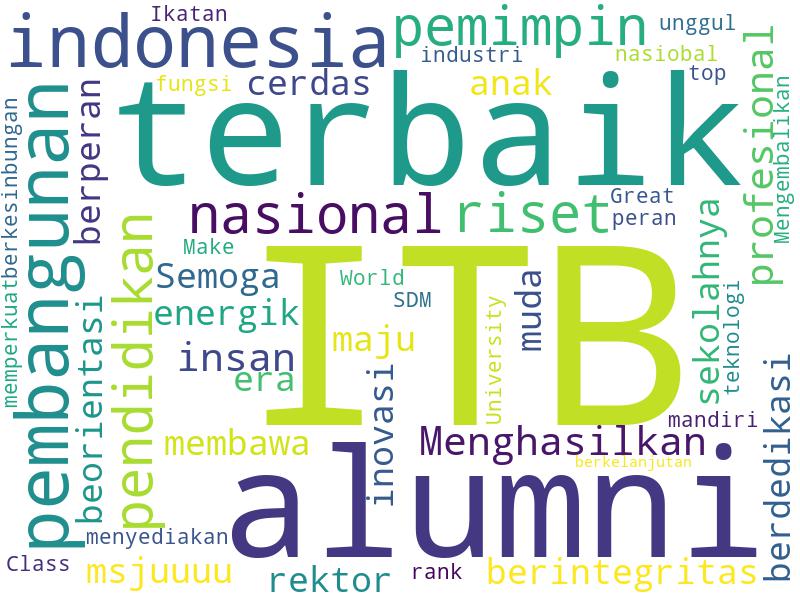 Ikatan
indonesia
pemimpin
unggul
industri
nasiobal
fungsi
cerdas
anak
top
terbaik
profesional
Mengembalikan
berkesinbungan
memperkuat
pembangunan
berperan
nasional
riset
Great
peran
pendidikan
Make
Semoga
World
ITB
SDM
muda
sekolahnya
teknologi
energik
University
maju
insan
era
beorientasi
inovasi
mandiri
membawa
Menghasilkan
berkelanjutan
berdedikasi
alumni
menyediakan
Class
msjuuuu
rektor
rank
berintegritas